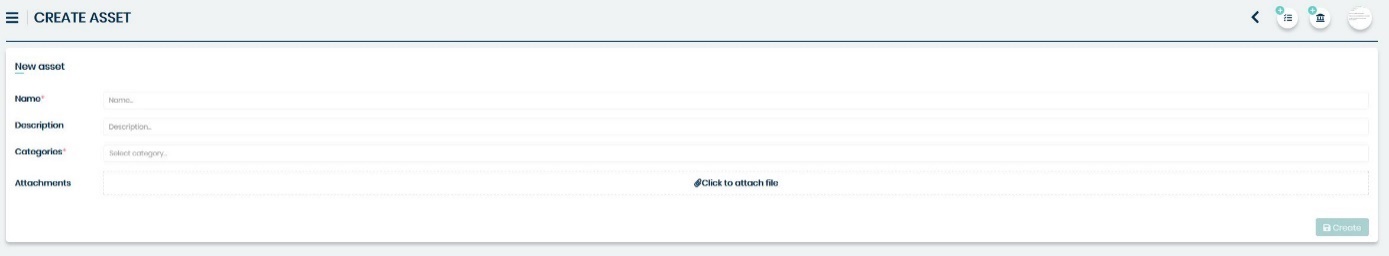 CREATE ASSET
New asset
Name*
Name...
Description
Description...
Categories*
Select category...
Attachments
Click to attach file
Create